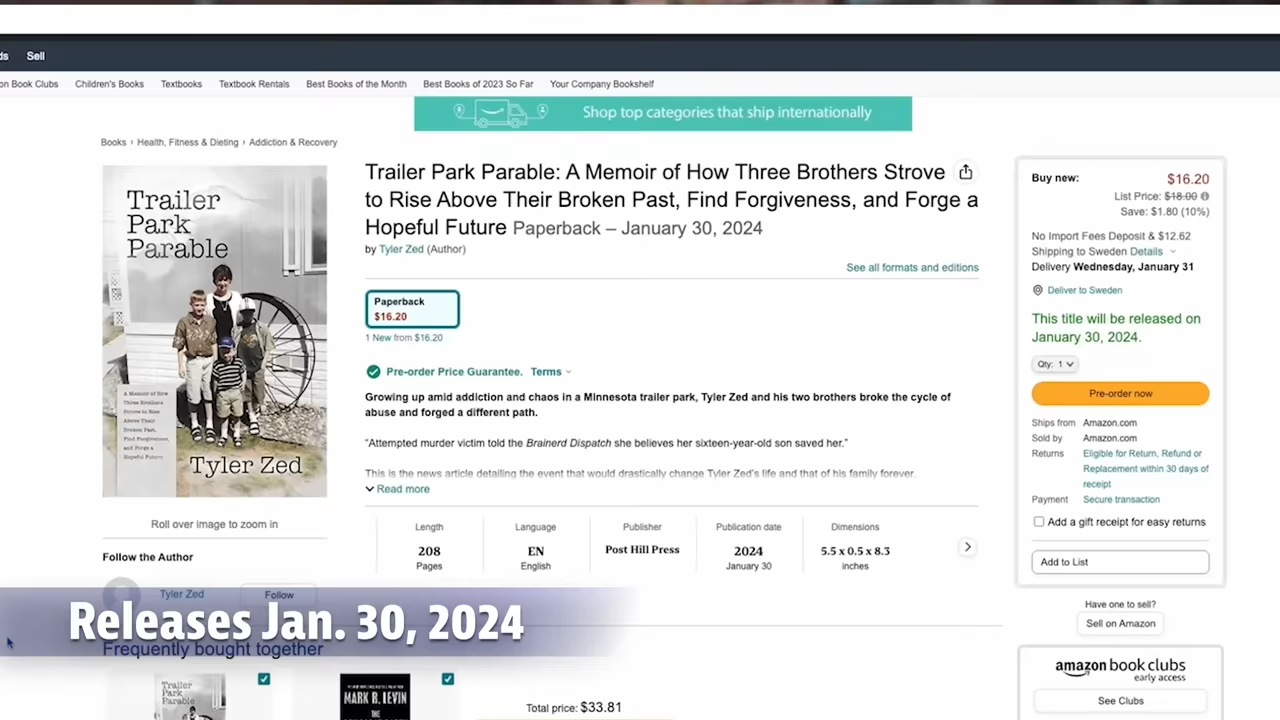 ds Sell
on Book Clubs Children's Books Textbooks Textbook Rentals Best Books of the Month Best Books of 2023 So Far Your Company Bookshelf
Shop top categories that ship internationally
Books › Health, Fitness & Dieting › Addiction & Recovery
Trailer
Park
Parable
A Memoir of How
Three Brothers
Strove to Rise
Above Their
Broken Past,
Find Forgiveness,
and Forge a
Hopeful Future
Tyler Zed
Roll over image to zoom in
Follow the Author
Tyler Zed Follow
Trailer Park Parable: A Memoir of How Three Brothers Strove
to Rise Above Their Broken Past, Find Forgiveness, and Forge a
Hopeful Future Paperback – January 30, 2024
by Tyler Zed (Author)
See all formats and editions
Paperback
$16.20
1 New from $16.20
Pre-order Price Guarantee. Terms
Growing up amid addiction and chaos in a Minnesota trailer park, Tyler Zed and his two brothers broke the cycle of
abuse and forged a different path.
“Attempted murder victim told the Brainerd Dispatch she believes her sixteen-year-old son saved her.”
This is the news article detailing the event that would drastically change Tyler Zed's life and that of his family forever.
Read more
Length Language Publisher Publication date Dimensions
208 EN Post Hill Press 2024 5.5 x 0.5 x 8.3
Pages English January 30 inches
Buy new: $16.20
List Price: $18.00
Save: $1.80 (10%)
No Import Fees Deposit & $12.62
Shipping to Sweden Details
Delivery Wednesday, January 31
Deliver to Sweden
This title will be released on
January 30, 2024.
Qty: 1
Pre-order now
Ships from Amazon.com
Sold by Amazon.com
Returns Eligible for Return, Refund or
Replacement within 30 days of
receipt
Payment Secure transaction
Add a gift receipt for easy returns
Add to List
Have one to sell?
Sell on Amazon
amazon book clubs
early access
See Clubs
Releases Jan. 30, 2024
Frequently bought together
Trailer
Park
Parable
MARK R. LEVIN
THE
Total price: $33.81